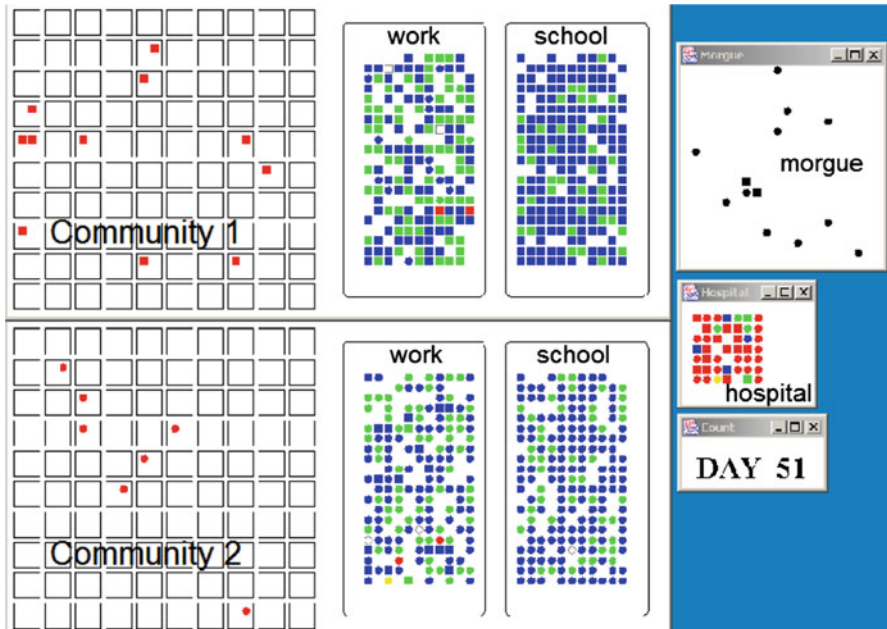 work
school
Community 1
work
school
Community 2
Morgue
morgue
Hospital
hospital
Count
DAY 51